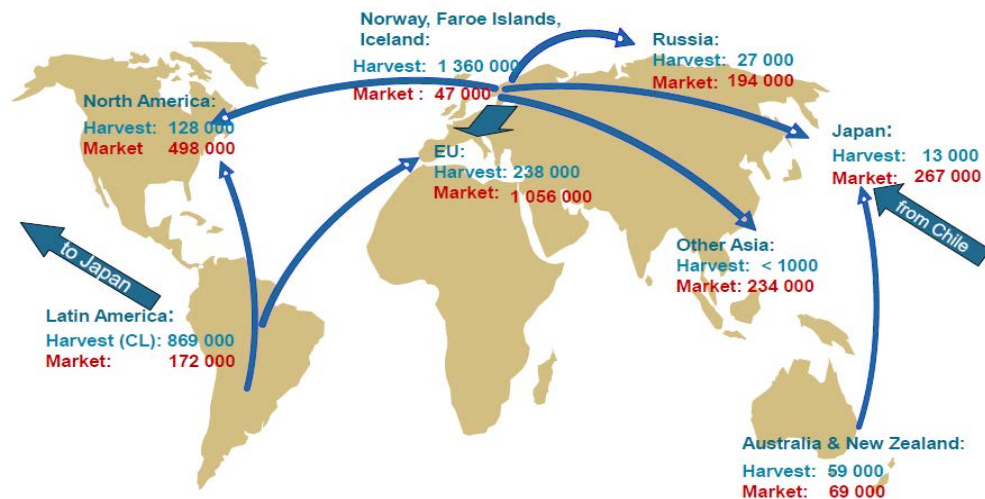 Norway, Faroe Islands,
Iceland:
Harvest: 1 360 000
Market : 47 000
Russia:
Harvest: 27 000
Market: 194 000
North America:
Harvest: 128 000
Market 498 000
EU:
Harvest: 238 000
Market: 1 056 000
Japan:
Harvest: 13 000
Market: 267 000
from Chile
to Japan
Other Asia:
Harvest: < 1000
Market: 234 000
Latin America:
Harvest (CL): 869 000
Market: 172 000
Australia & New Zealand:
Harvest: 59 000
Market: 69 000